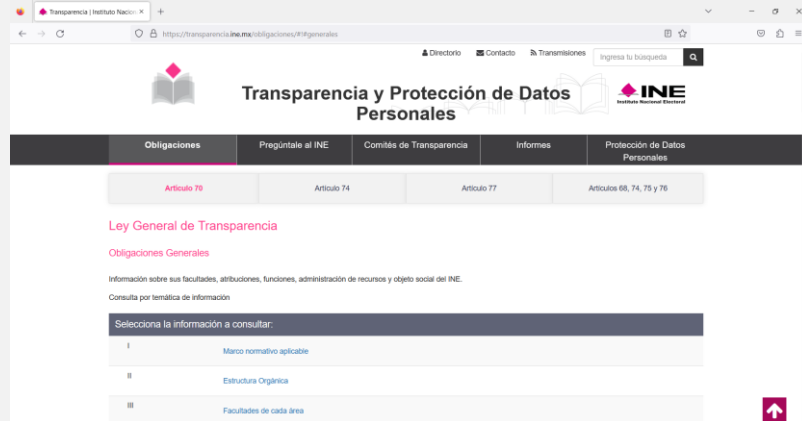 Transparencia | Instituto Nacion
https://transparencia.ine.mx/obligaciones/#!#generales
Directorio Contacto Transmisiones Ingresa tu búsqueda
Transparencia y Protección de Datos
Personales
INE
Instituto Nacional Electoral
Obligaciones Pregúntale al INE Comités de Transparencia Informes Protección de Datos
Personales
Artículo 70 Artículo 74 Artículo 77 Artículos 68, 74, 75 y 76
Ley General de Transparencia
Obligaciones Generales
Información sobre sus facultades, atribuciones, funciones, administración de recursos y objeto social del INE.
Consulta por temática de información
Selecciona la información a consultar:
I Marco normativo aplicable
II Estructura Orgánica
III Facultades de cada área